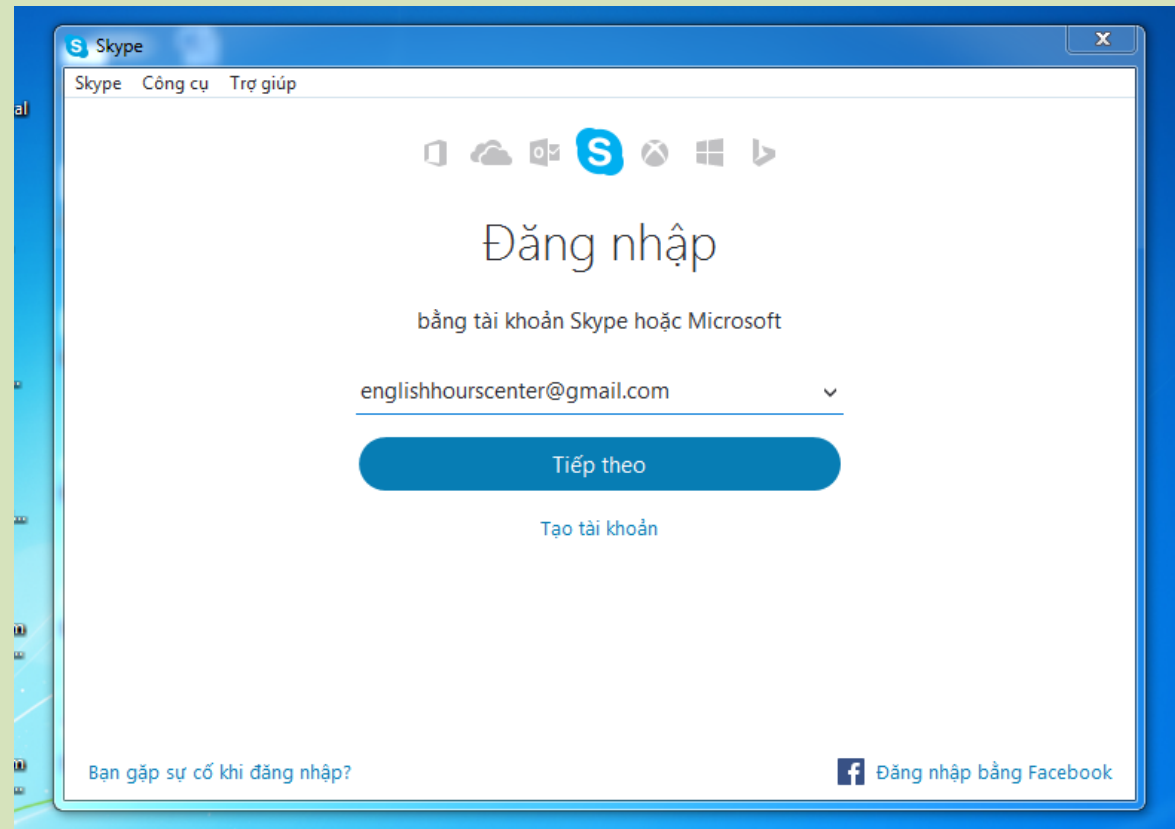 Skype
Skype Công cụ Trợ giúp
al
Đăng nhập
bằng tài khoản Skype hoặc Microsoft
englishhourscenter@gmail.com
Tiếp theo
Tạo tài khoản
Bạn gặp sự cố khi đăng nhập?
Đăng nhập bằng Facebook